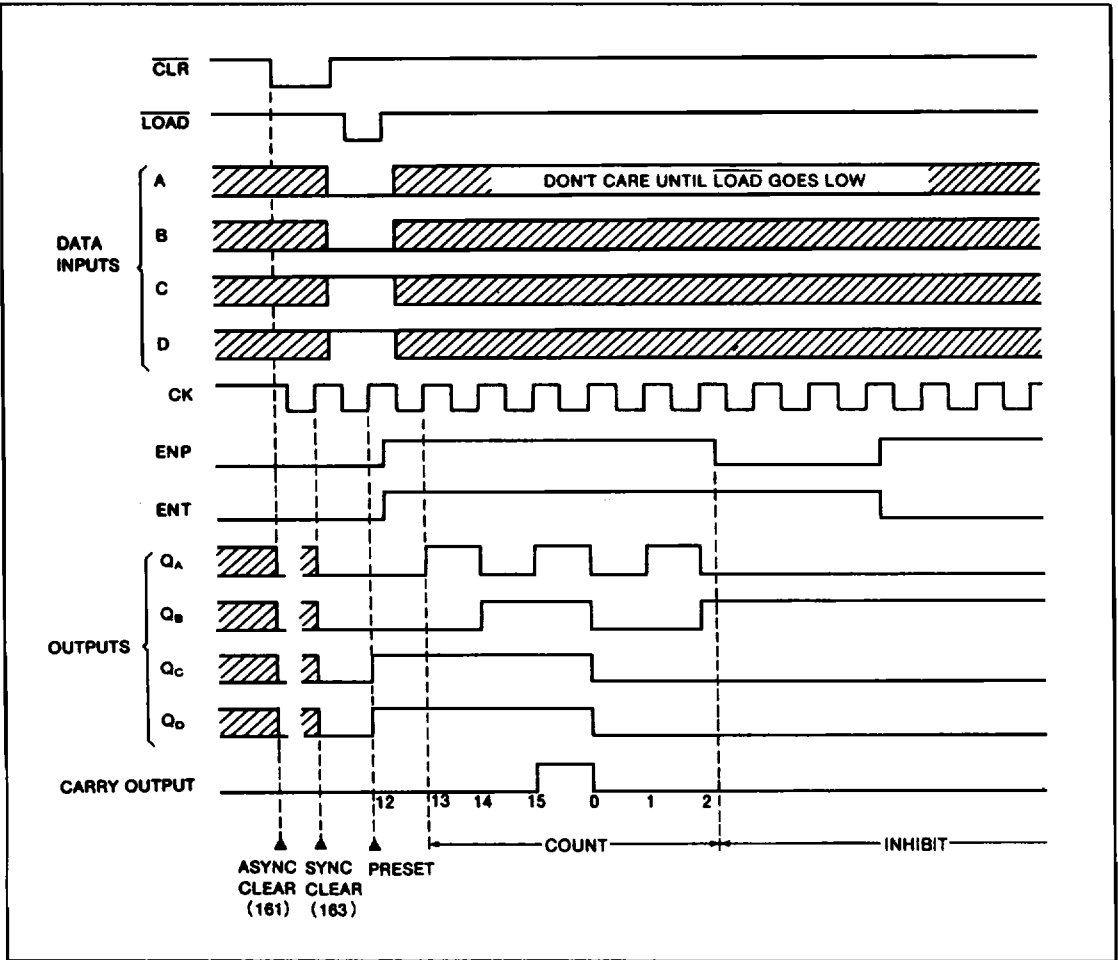 CLR
LOAD
A
DON'T CARE UNTIL LOAD GOES LOW
B
DATA
INPUTS
C
D
CK
ENP
ENT
QA
QB
OUTPUTS
QC
QD
CARRY OUTPUT
12 13 14 15 0 1 2
COUNT
INHIBIT
ASYNC
CLEAR
(161)
SYNC
CLEAR
(163)
PRESET